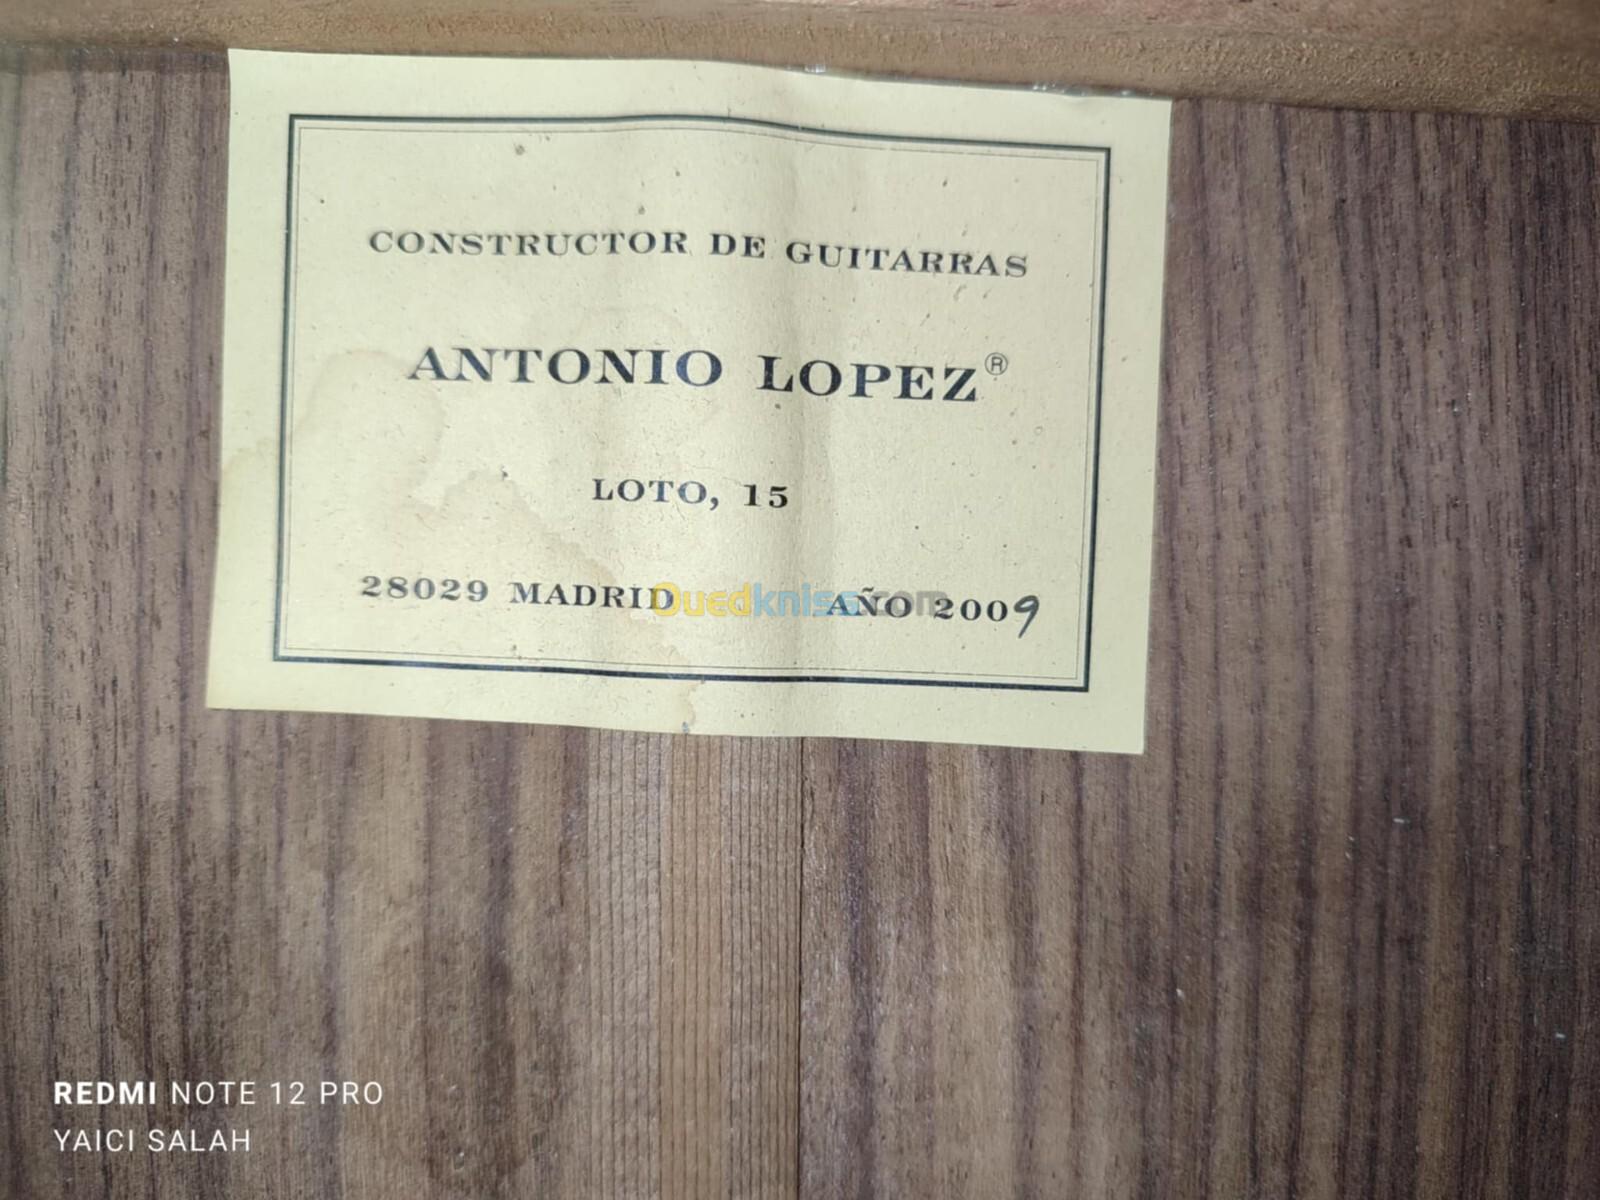 CONSTRUCTOR DE GUITARRAS
ANTONIO LOPEZ®
LOTO, 15
28029 MADRID AÑO 2009
Ouedkniss.com
REDMI NOTE 12 PRO
YAICI SALAH